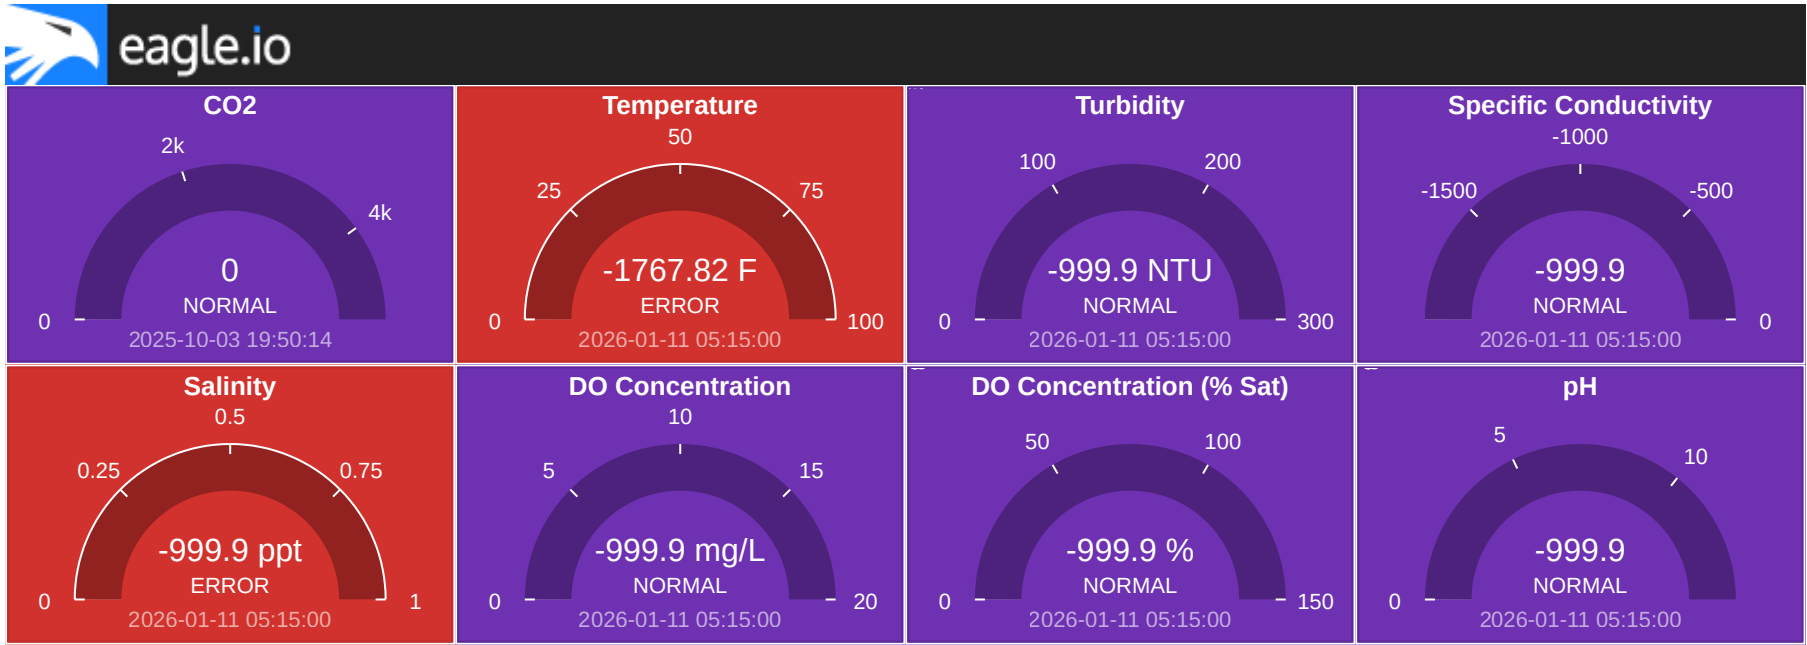 eagle.io
CO2
2k
4k
0
NORMAL
0
2025-10-03 19:50:14
Temperature
50
25
75
-1767.82 F
ERROR
0
100
2026-01-11 05:15:00
Turbidity
100
200
-999.9 NTU
NORMAL
0
300
2026-01-11 05:15:00
Specific Conductivity
-1000
-1500
-500
-999.9
NORMAL
0
2026-01-11 05:15:00
Salinity
0.5
0.25
0.75
-999.9 ppt
ERROR
0
1
2026-01-11 05:15:00
DO Concentration
10
5
15
-999.9 mg/L
NORMAL
0
20
2026-01-11 05:15:00
DO Concentration (% Sat)
50
100
-999.9 %
NORMAL
0
150
2026-01-11 05:15:00
pH
5
10
-999.9
NORMAL
0
2026-01-11 05:15:00